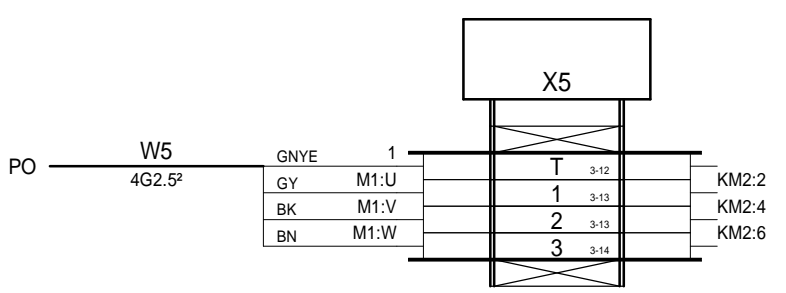 X5
PO W5 4G2.5²
GNYE 1 T 3-12
GY M1:U 1 3-13 KM2:2
BK M1:V 2 3-13 KM2:4
BN M1:W 3 3-14 KM2:6